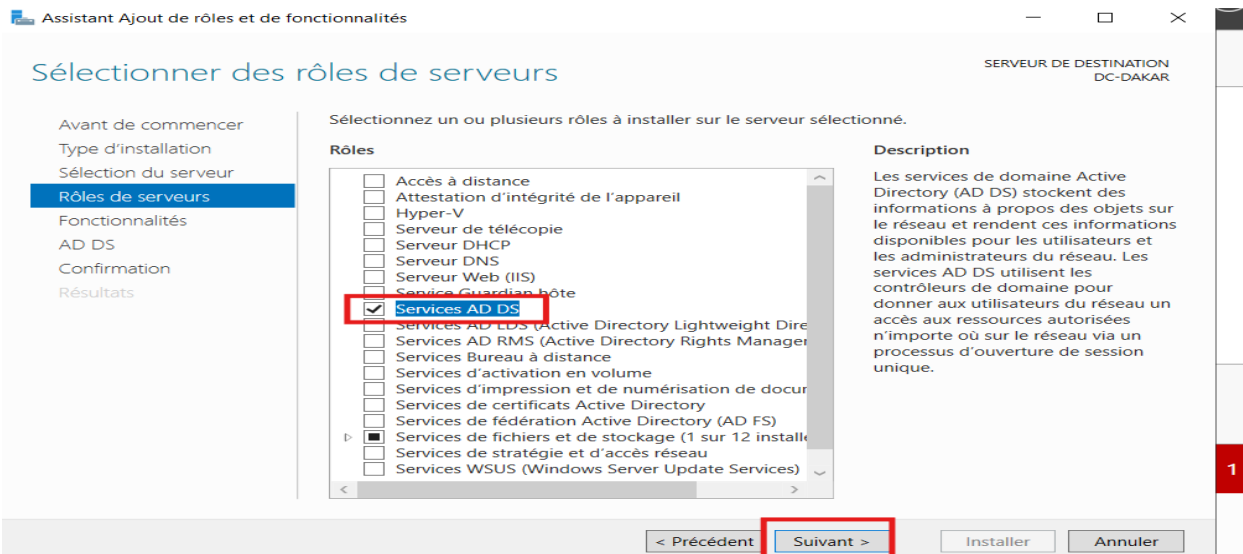 Assistant Ajout de rôles et de fonctionnalités
Sélectionner des rôles de serveurs
SERVEUR DE DESTINATION
DC-DAKAR
Avant de commencer
Type d'installation
Sélection du serveur
Rôles de serveurs
Fonctionnalités
AD DS
Confirmation
Résultats
Sélectionnez un ou plusieurs rôles à installer sur le serveur sélectionné.
Rôles
Accès à distance
Attestation d'intégrité de l'appareil
Hyper-V
Serveur de télécopie
Serveur DHCP
Serveur DNS
Serveur Web (IIS)
Service Guardian hôte
Services AD DS
Services AD LDS (Active Directory Lightweight Dire
Services AD RMS (Active Directory Rights Manager
Services Bureau à distance
Services d'activation en volume
Services d'impression et de numérisation de docur
Services de certificats Active Directory
Services de fédération Active Directory (AD FS)
Services de fichiers et de stockage (1 sur 12 installé
Services de stratégie et d'accès réseau
Services WSUS (Windows Server Update Services)
Description
Les services de domaine Active
Directory (AD DS) stockent des
informations à propos des objets sur
le réseau et rendent ces informations
disponibles pour les utilisateurs et
les administrateurs du réseau. Les
services AD DS utilisent les
contrôleurs de domaine pour
donner aux utilisateurs du réseau un
accès aux ressources autorisées
n'importe où sur le réseau via un
processus d'ouverture de session
unique.
1
< Précédent
Suivant >
Installer
Annuler